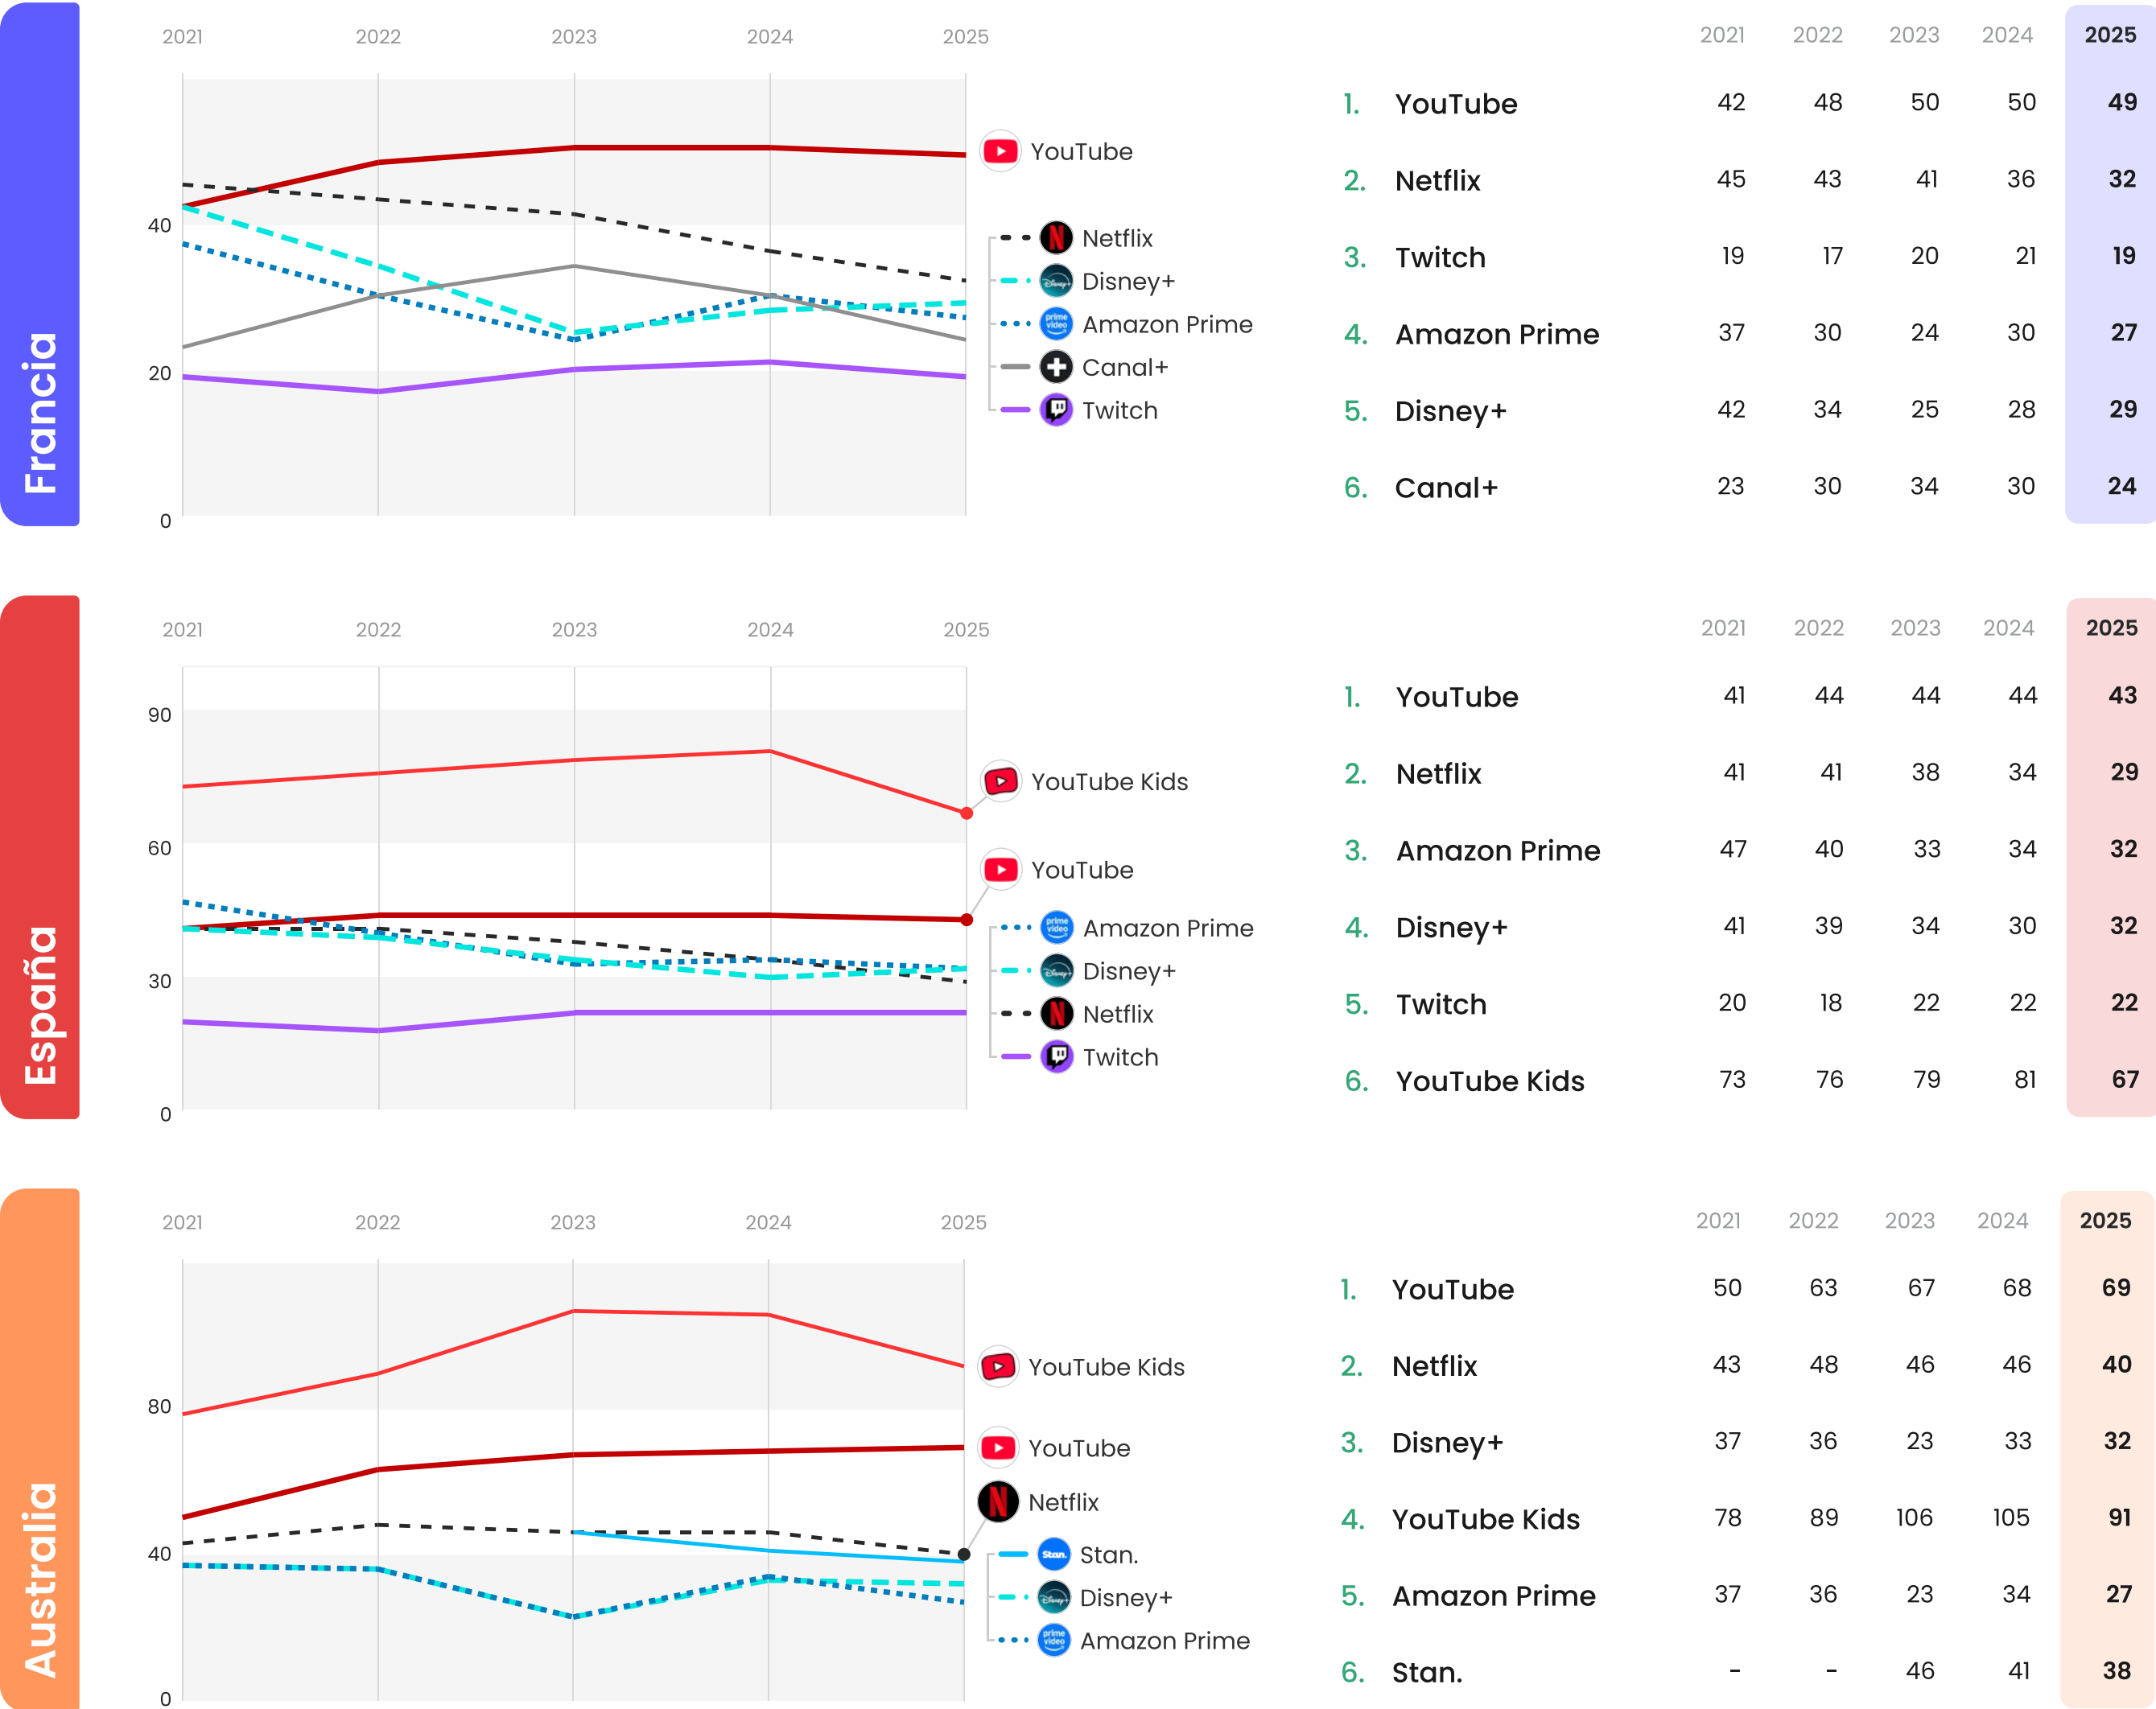 Francia
2021 2022 2023 2024 2025
40
20
0
YouTube
Netflix
Disney+
prime video Amazon Prime
Canal+
Twitch
2021 2022 2023 2024 2025
1. YouTube 42 48 50 50 49
2. Netflix 45 43 41 36 32
3. Twitch 19 17 20 21 19
4. Amazon Prime 37 30 24 30 27
5. Disney+ 42 34 25 28 29
6. Canal+ 23 30 34 30 24
España
2021 2022 2023 2024 2025
90
60
30
0
YouTube Kids
YouTube
prime video Amazon Prime
Disney+ Disney+
Netflix
Twitch
2021 2022 2023 2024 2025
1. YouTube 41 44 44 44 43
2. Netflix 41 41 38 34 29
3. Amazon Prime 47 40 33 34 32
4. Disney+ 41 39 34 30 32
5. Twitch 20 18 22 22 22
6. YouTube Kids 73 76 79 81 67
Australia
2021 2022 2023 2024 2025
80
40
0
YouTube Kids
YouTube
Netflix
Stan. Stan.
Disney+ Disney+
prime video Amazon Prime
2021 2022 2023 2024 2025
1. YouTube 50 63 67 68 69
2. Netflix 43 48 46 46 40
3. Disney+ 37 36 23 33 32
4. YouTube Kids 78 89 106 105 91
5. Amazon Prime 37 36 23 34 27
6. Stan. - - 46 41 38